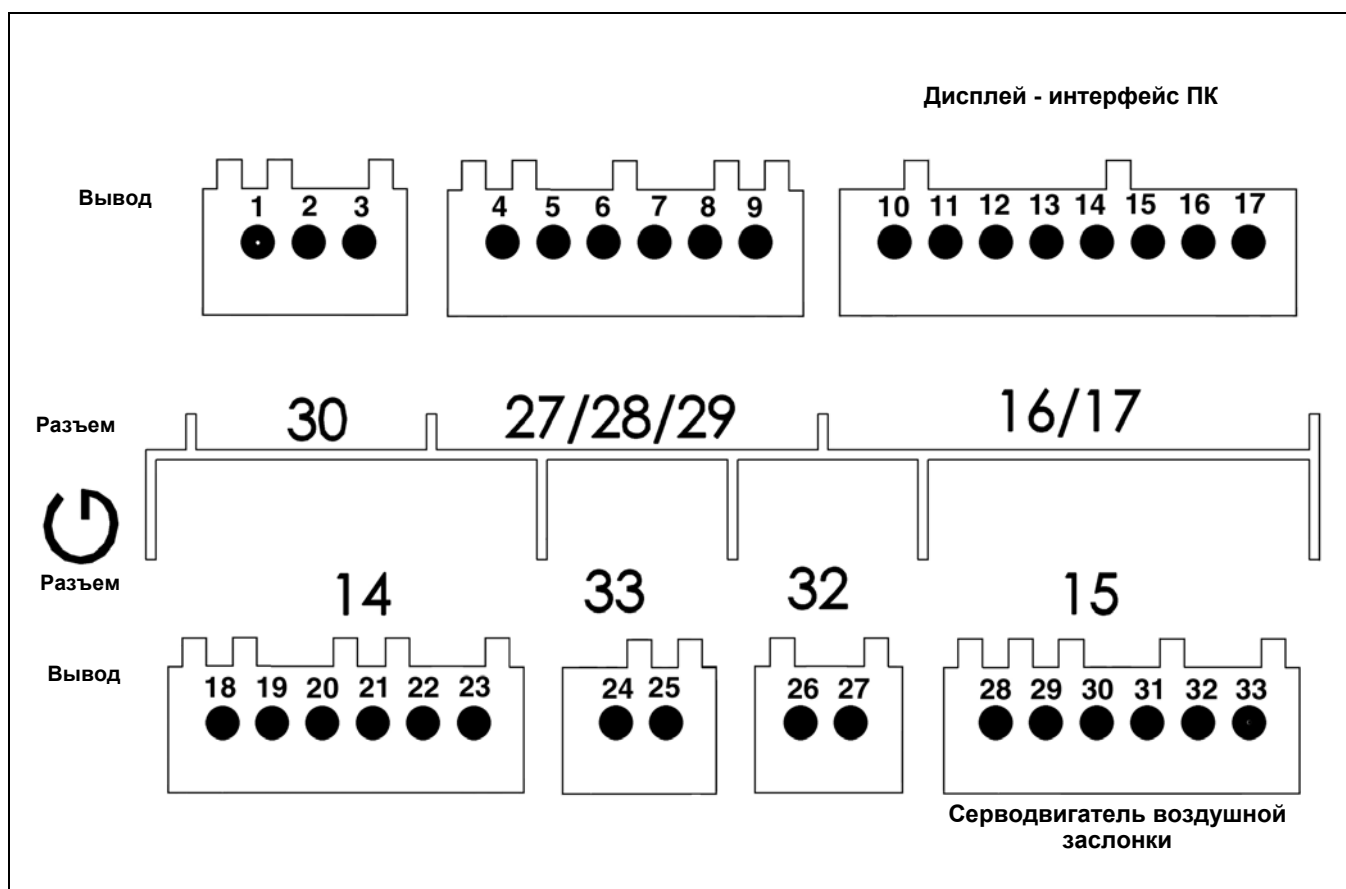 Дисплей - интерфейс ПК
Вывод
1 2 3 4 5 6 7 8 9 10 11 12 13 14 15 16 17
Разъем
30 27/28/29 16/17
Разъем
14 33 32 15
Вывод
18 19 20 21 22 23 24 25 26 27 28 29 30 31 32 33
Серводвигатель воздушной
заслонки